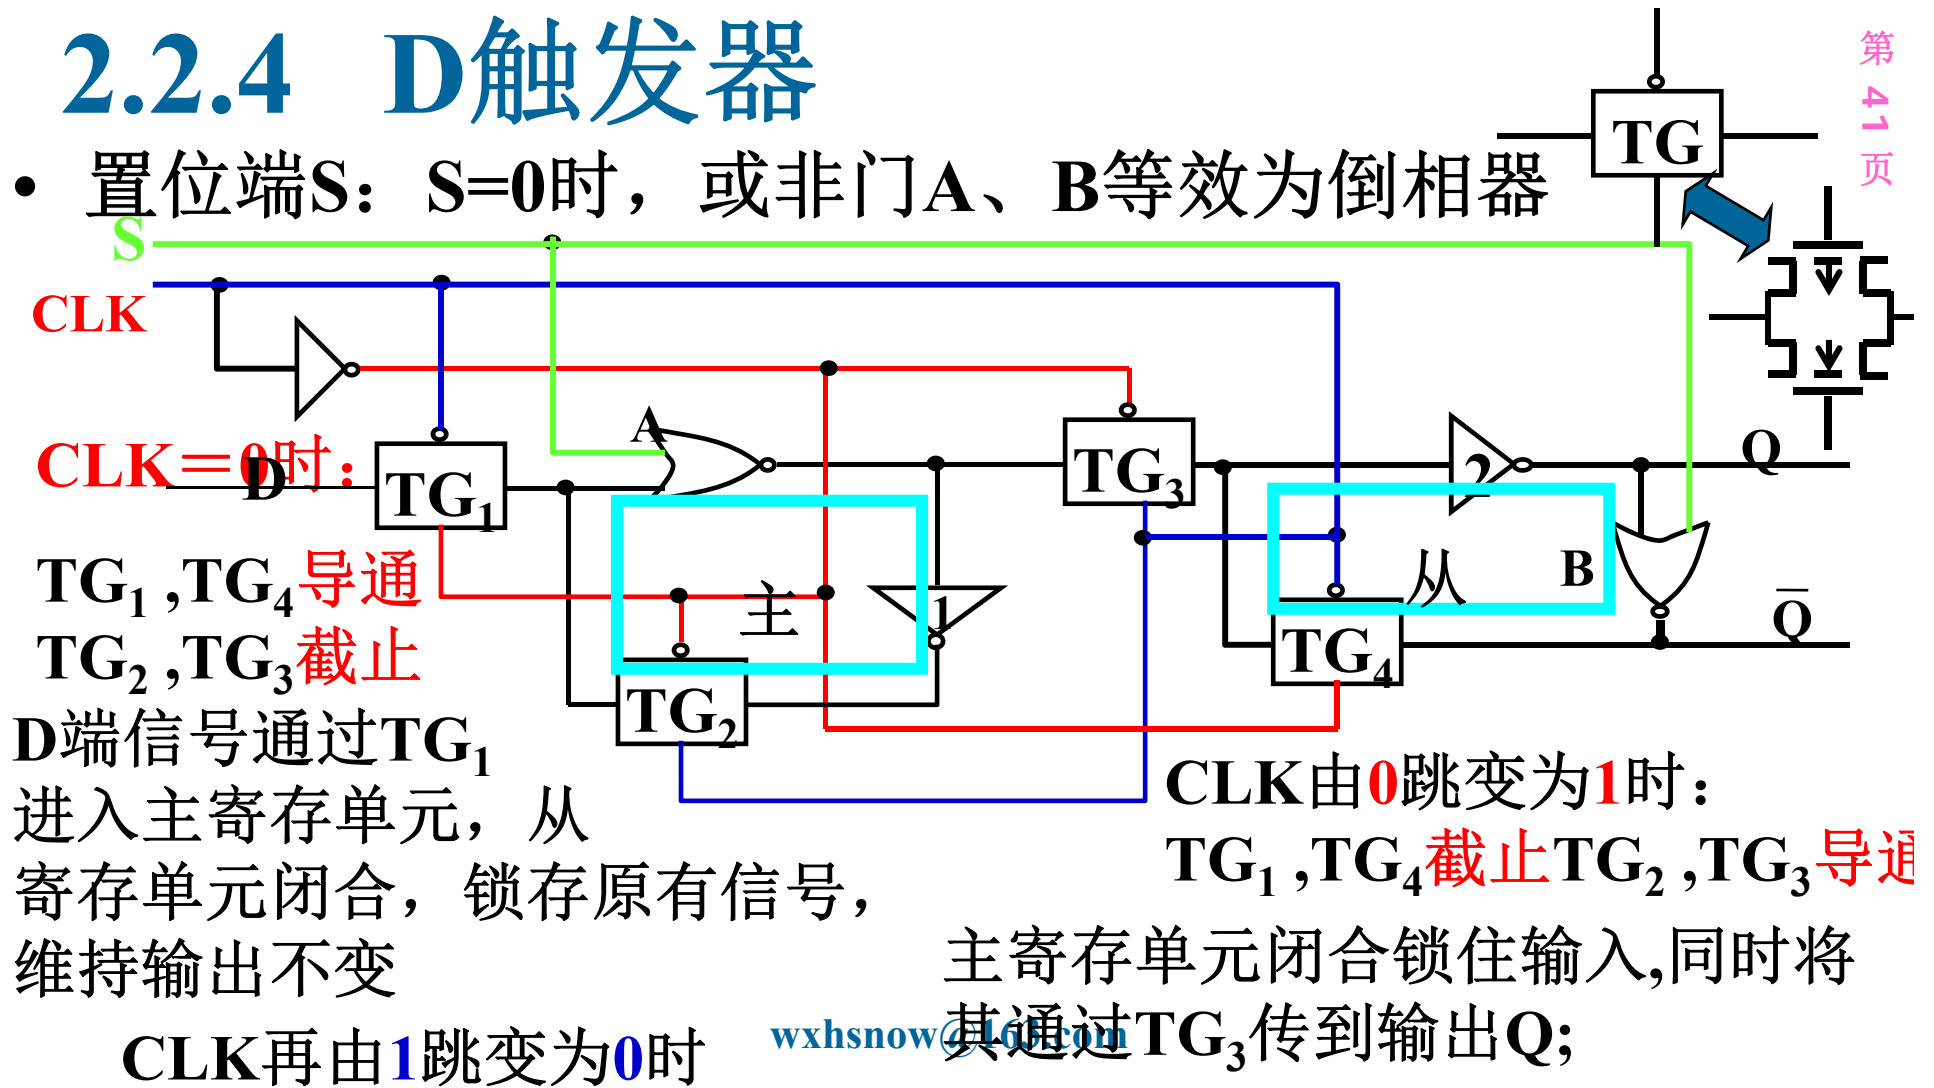 2.2.4 D触发器
第 41 页
TG
• 置位端S：S=0时，或非门A、B等效为倒相器
S
CLK
A
CLK＝0时：
D
TG1
TG3
2
Q
TG1 ,TG4导通
主
1
从
B
Q
TG2 ,TG3截止
TG2
TG4
D端信号通过TG1
进入主寄存单元，从
寄存单元闭合，锁存原有信号，
维持输出不变
CLK再由1跳变为0时
CLK由0跳变为1时：
TG1 ,TG4截止TG2 ,TG3导通
主寄存单元闭合锁住输入,同时将
其通过TG3传到输出Q;
wxhsnow@163.com